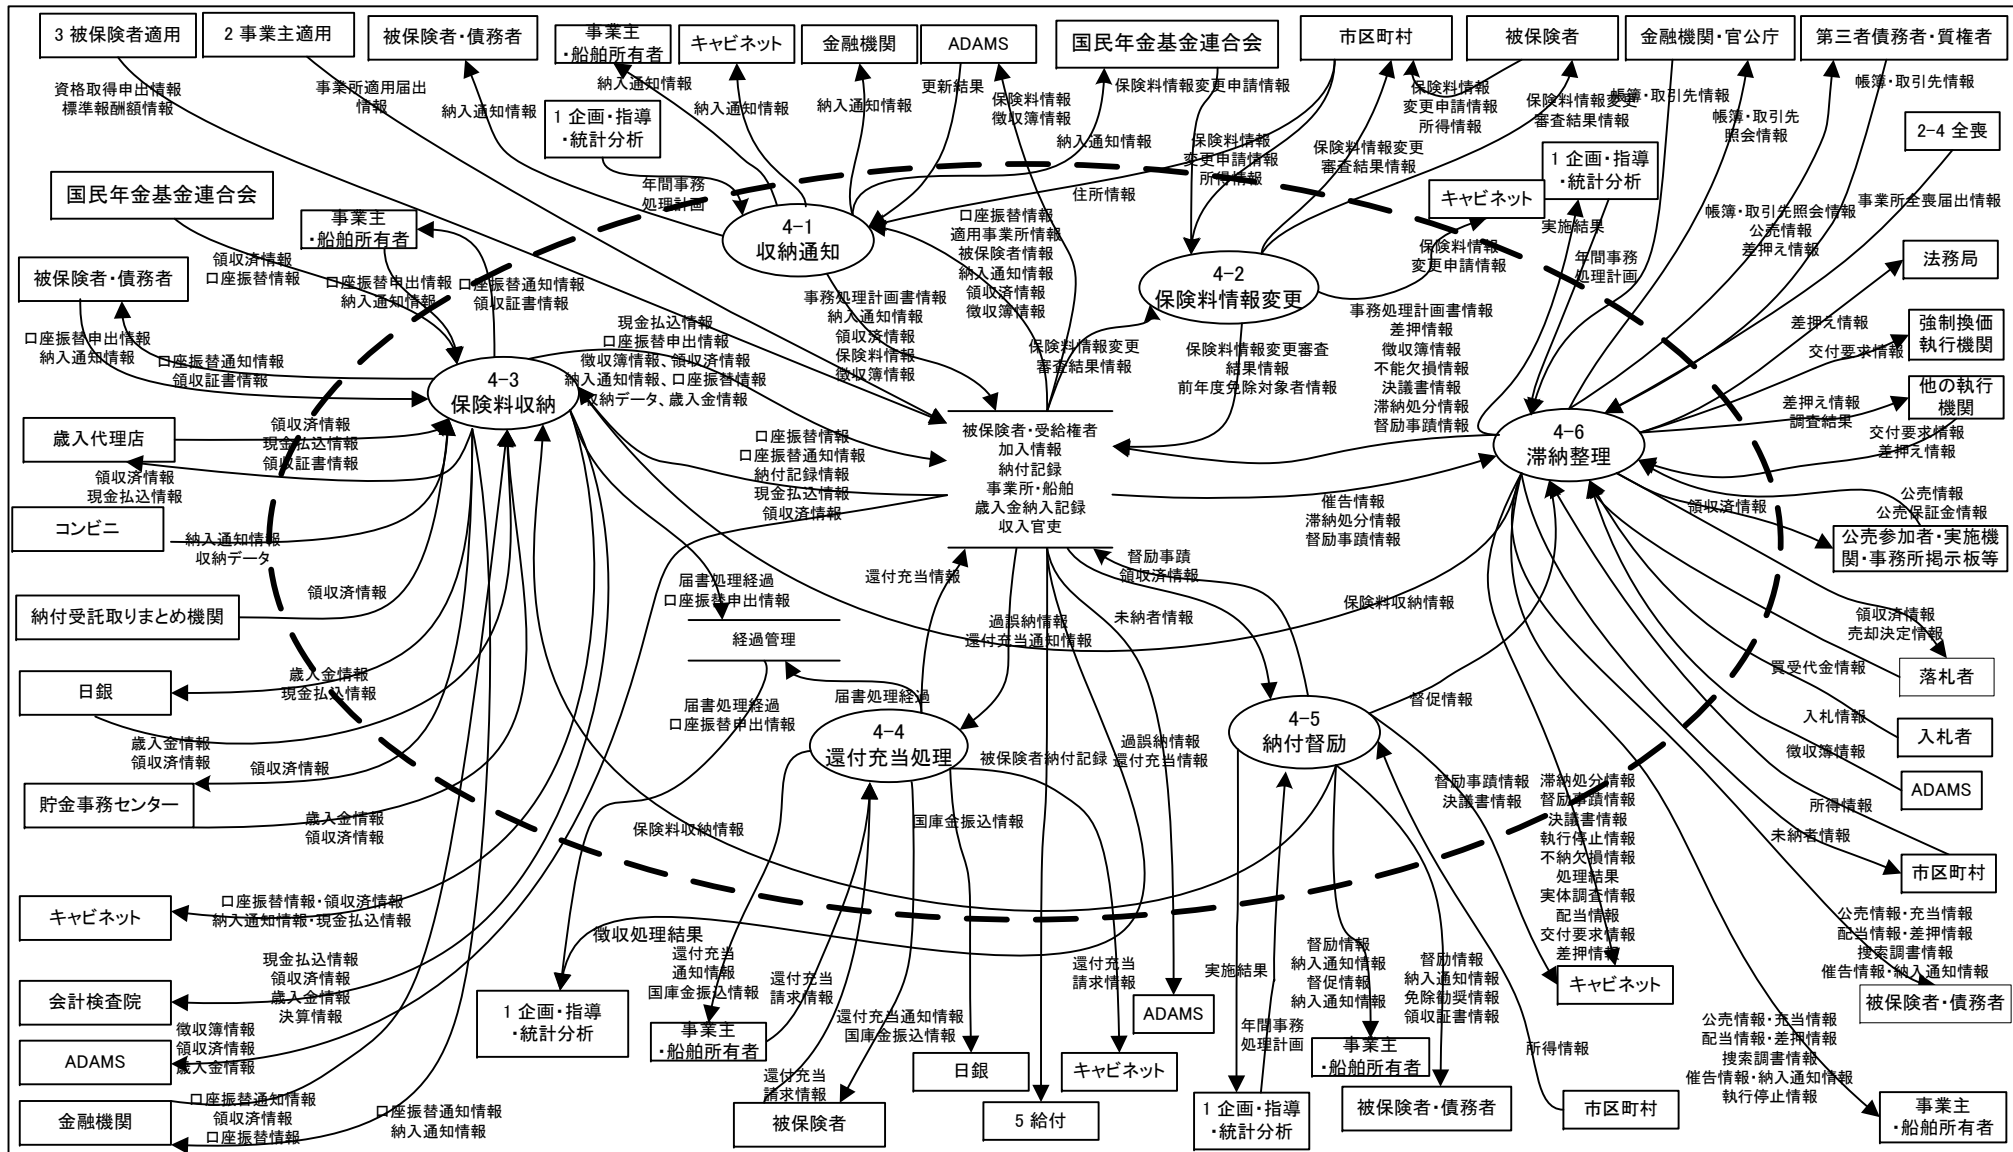 3 被保険者適用
2 事業主適用
被保険者・債務者
事業主
・船舶所有者
キャビネット
金融機関
ADAMS
国民年金基金連合会
市区町村
被保険者
金融機関・官公庁
第三者債務者・質権者
資格取得申出情報
標準報酬額情報
事業所適用届出
情報
納入通知情報
納入通知情報
納入通知情報
納入通知情報
更新結果
保険料情報
徴収簿情報
保険料情報変更申請情報
納入通知情報
保険料情報
変更申請情報
所得情報
保険料情報変更
審査結果情報
帳簿・取引先情報
帳簿・取引先
照会情報
帳簿・取引先情報
2-4 全喪
1 企画・指導
・統計分析
年間事務
処理計画
住所情報
保険料情報
変更申請情報
所得情報
保険料情報変更
審査結果情報
1 企画・指導
・統計分析
キャビネット
実施結果
帳簿・取引先照会情報
公売情報
差押え情報
事業所全喪届出情報
国民年金基金連合会
事業主
・船舶所有者
領収済情報
口座振替情報
口座振替申出情報
納入通知情報
口座振替通知情報
領収証書情報
4-1
収納通知
口座振替情報
適用事業所情報
被保険者情報
納入通知情報
領収済情報
徴収簿情報
4-2
保険料情報変更
保険料情報
変更申請情報
年間事務
処理計画
法務局
被保険者・債務者
口座振替申出情報
納入通知情報
口座振替通知情報
領収証書情報
現金払込情報
口座振替申出情報
徴収簿情報、領収済情報
納入通知情報、口座振替情報
収納データ、歳入金情報
事務処理計画書情報
納入通知情報
領収済情報
保険料情報
徴収簿情報
保険料情報変更
審査結果情報
保険料情報変更審査
結果情報
前年度免除対象者情報
事務処理計画書情報
差押情報
徴収簿情報
不能欠損情報
決議書情報
滞納処分情報
督励事蹟情報
差押え情報
交付要求情報
強制換価
執行機関
4-3
保険料収納
4-6
滞納整理
差押え情報
調査結果
他の執行
機関
交付要求情報
差押え情報
歳入代理店
領収済情報
現金払込情報
領収証書情報
領収済情報
現金払込情報
口座振替情報
口座振替通知情報
納付記録情報
現金払込情報
領収済情報
被保険者・受給権者
加入情報
納付記録
事業所・船舶
歳入金納入記録
収入官吏
催告情報
滞納処分情報
督励事蹟情報
領収済情報
公売情報
公売保証金情報
公売参加者・実施機
関・事務所掲示板等
コンビニ
納入通知情報
収納データ
納付受託取りまとめ機関
領収済情報
届書処理経過
口座振替申出情報
還付充当情報
督励事蹟
領収済情報
経過管理
過誤納情報
還付充当通知情報
未納者情報
保険料収納情報
領収済情報
売却決定情報
落札者
日銀
歳入金情報
現金払込情報
歳入金情報
領収済情報
届書処理経過
口座振替申出情報
届書処理経過
4-4
還付充当処理
4-5
納付督励
督促情報
買受代金情報
入札情報
入札者
徴収簿情報
ADAMS
貯金事務センター
領収済情報
歳入金情報
領収済情報
保険料収納情報
被保険者納付記録
過誤納情報
還付充当情報
国庫金振込情報
督励事蹟情報
決議書情報
滞納処分情報
督励事蹟情報
決議書情報
執行停止情報
不納欠損情報
処理結果
実体調査情報
配当情報
交付要求情報
差押情報
所得情報
未納者情報
市区町村
キャビネット
口座振替情報・領収済情報
納入通知情報・現金払込情報
徴収処理結果
還付充当
通知情報
国庫金振込情報
還付充当
請求情報
還付充当
請求情報
実施結果
督励情報
納入通知情報
督促情報
納入通知情報
督励情報
納入通知情報
免除勧奨情報
領収証書情報
公売情報・充当情報
配当情報・差押情報
捜索調書情報
催告情報・納入通知情報
キャビネット
被保険者・債務者
会計検査院
現金払込情報
領収済情報
歳入金情報
決算情報
1 企画・指導
・統計分析
事業主
・船舶所有者
還付充当通知情報
国庫金振込情報
ADAMS
年間事務
処理計画
事業主
・船舶所有者
所得情報
公売情報・充当情報
配当情報・差押情報
捜索調書情報
催告情報・納入通知情報
執行停止情報
ADAMS
徴収簿情報
領収済情報
歳入金情報
還付充当
請求情報
日銀
キャビネット
金融機関
口座振替通知情報
領収済情報
口座振替情報
口座振替通知情報
納入通知情報
被保険者
5 給付
1 企画・指導
・統計分析
被保険者・債務者
市区町村
事業主
・船舶所有者